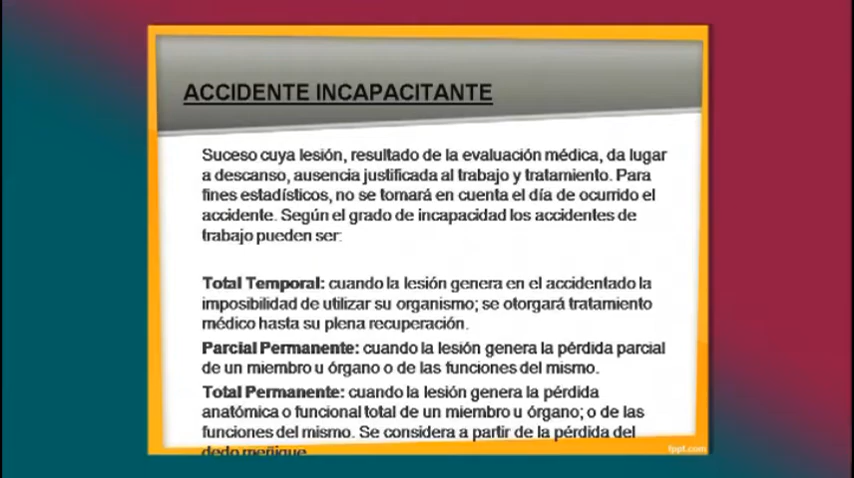 ACCIDENTE INCAPACITANTE
Suceso cuya lesión, resultado de la evaluación médica, da lugar
a descanso, ausencia justificada al trabajo y tratamiento. Para
fines estadísticos, no se tomará en cuenta el día de ocurrido el
accidente. Según el grado de incapacidad los accidentes de
trabajo pueden ser:
Total Temporal: cuando la lesión genera en el accidentado la
imposibilidad de utilizar su organismo; se otorgará tratamiento
médico hasta su plena recuperación.
Parcial Permanente: cuando la lesión genera la pérdida parcial
de un miembro u órgano o de las funciones del mismo.
Total Permanente: cuando la lesión genera la pérdida
anatómica o funcional total de un miembro u órgano; o de las
funciones del mismo. Se considera a partir de la pérdida del
dedo meñique
fppt.com